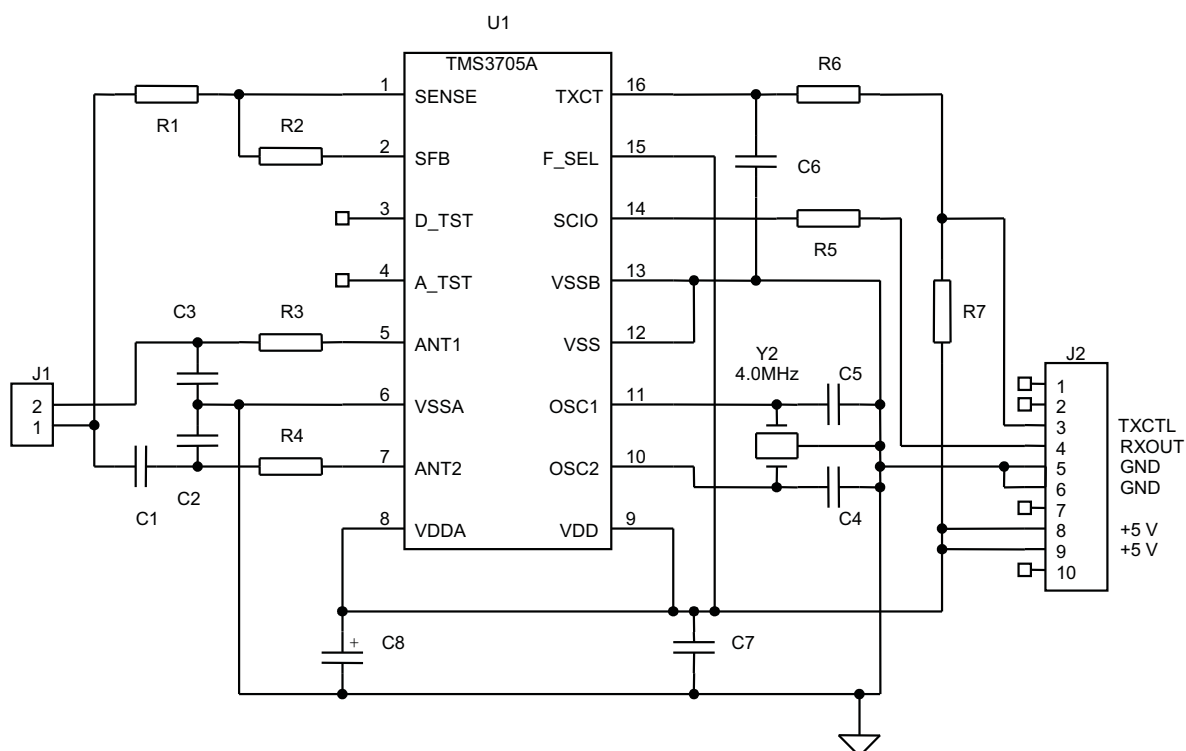 U1
TMS3705A
R1
R2
1 SENSE
2 SFB
3 D_TST
4 A_TST
5 ANT1
6 VSSA
7 ANT2
8 VDDA
TXCT 16
F_SEL 15
SCIO 14
VSSB 13
VSS 12
OSC1 11
OSC2 10
VDD 9
R6
C6
R5
R7
C3
R3
J1
2
1
R4
C1
C2
Y2
4.0MHz
C5
C4
J2
1
2
3 TXCTL
4 RXOUT
5 GND
6 GND
7
8 +5 V
9 +5 V
10
+
C8
C7